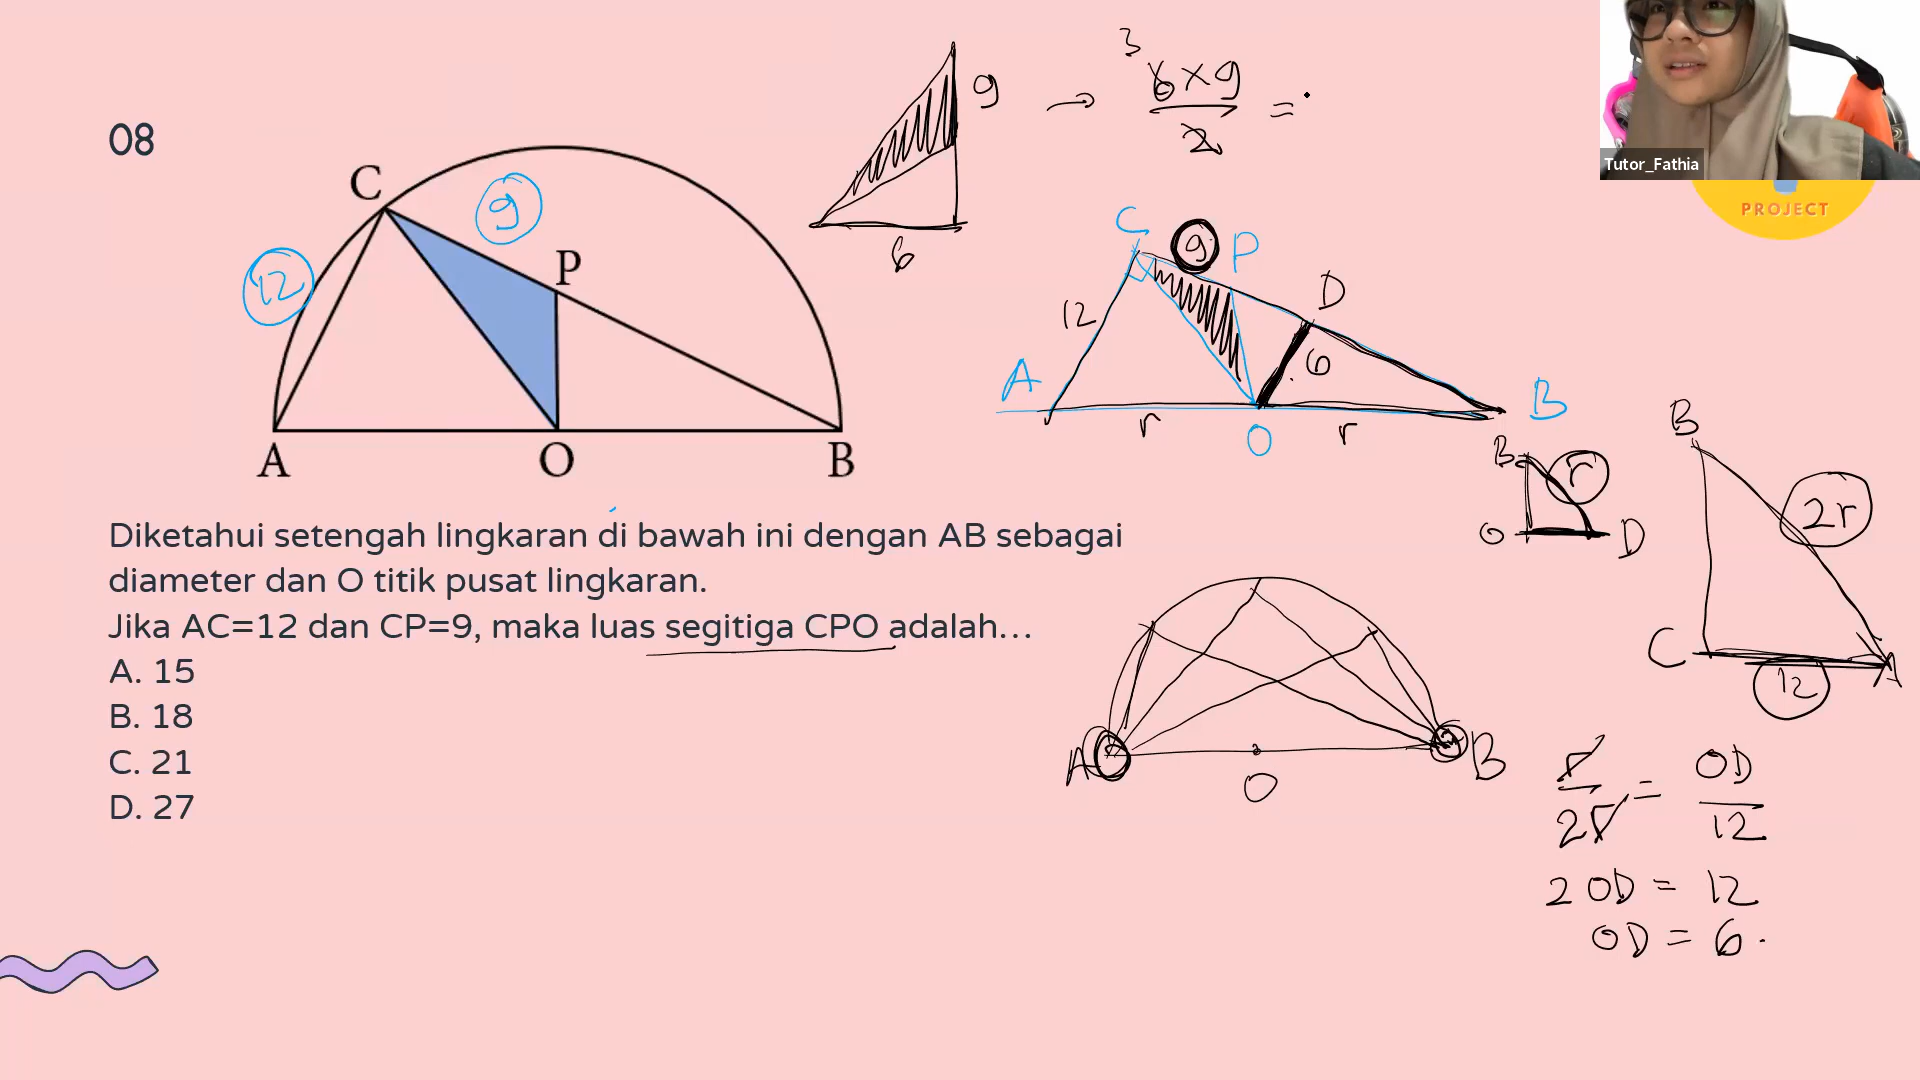 08
C
9
12
P
A
O
B
9
6
→ 3
6×9
2
=
C
9
P
D
12
6
A
B
r
r
O
B
r
O
D
B
2r
C
12
A
Diketahui setengah lingkaran di bawah ini dengan AB sebagai
diameter dan O titik pusat lingkaran.
Jika AC=12 dan CP=9, maka luas segitiga CPO adalah...
A. 15
B. 18
C. 21
D. 27
A
O
B
r/2r = OD/12
2OD = 12
OD = 6.
Tutor_Fathia
PROJECT